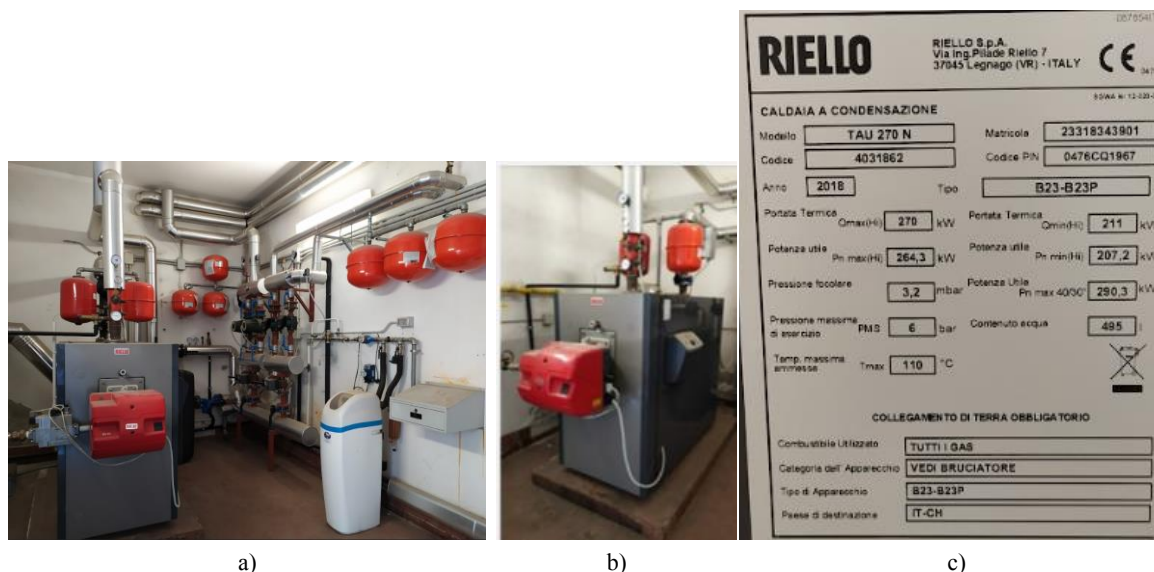 RIELLO
RIELLO S.p.A.
Via Ing.Pilade Riello 7
37045 Legnago (VR) - ITALY
CE
CALDAIA A CONDENSAZIONE
Modello TAU 270 N Matricola 23318343901
Codice 4031862 Codice PIN 0476CQ1967
Anno 2018 Tipo B23-B23P
Portata Termica Qmax(Hi) 270 kW Portata Termica Qmin(Hi) 211 kW
Potenza utile Pn max(Hi) 264,3 kW Potenza utile Pn min(Hi) 207,2 kW
Pressione focolare 3,2 mbar Potenza Utile Pn max 40/30° 290,3 kW
Pressione massima di esercizio PMS 6 bar Contenuto acqua 495 l
Temp. massima ammessa Tmax 110 °C
COLLEGAMENTO DI TERRA OBBLIGATORIO
Combustibile Utilizzato TUTTI I GAS
Categoria dell' Apparecchio VEDI BRUCIATORE
Tipo di Apparecchio B23-B23P
Paese di destinazione IT-CH
a) b) c)